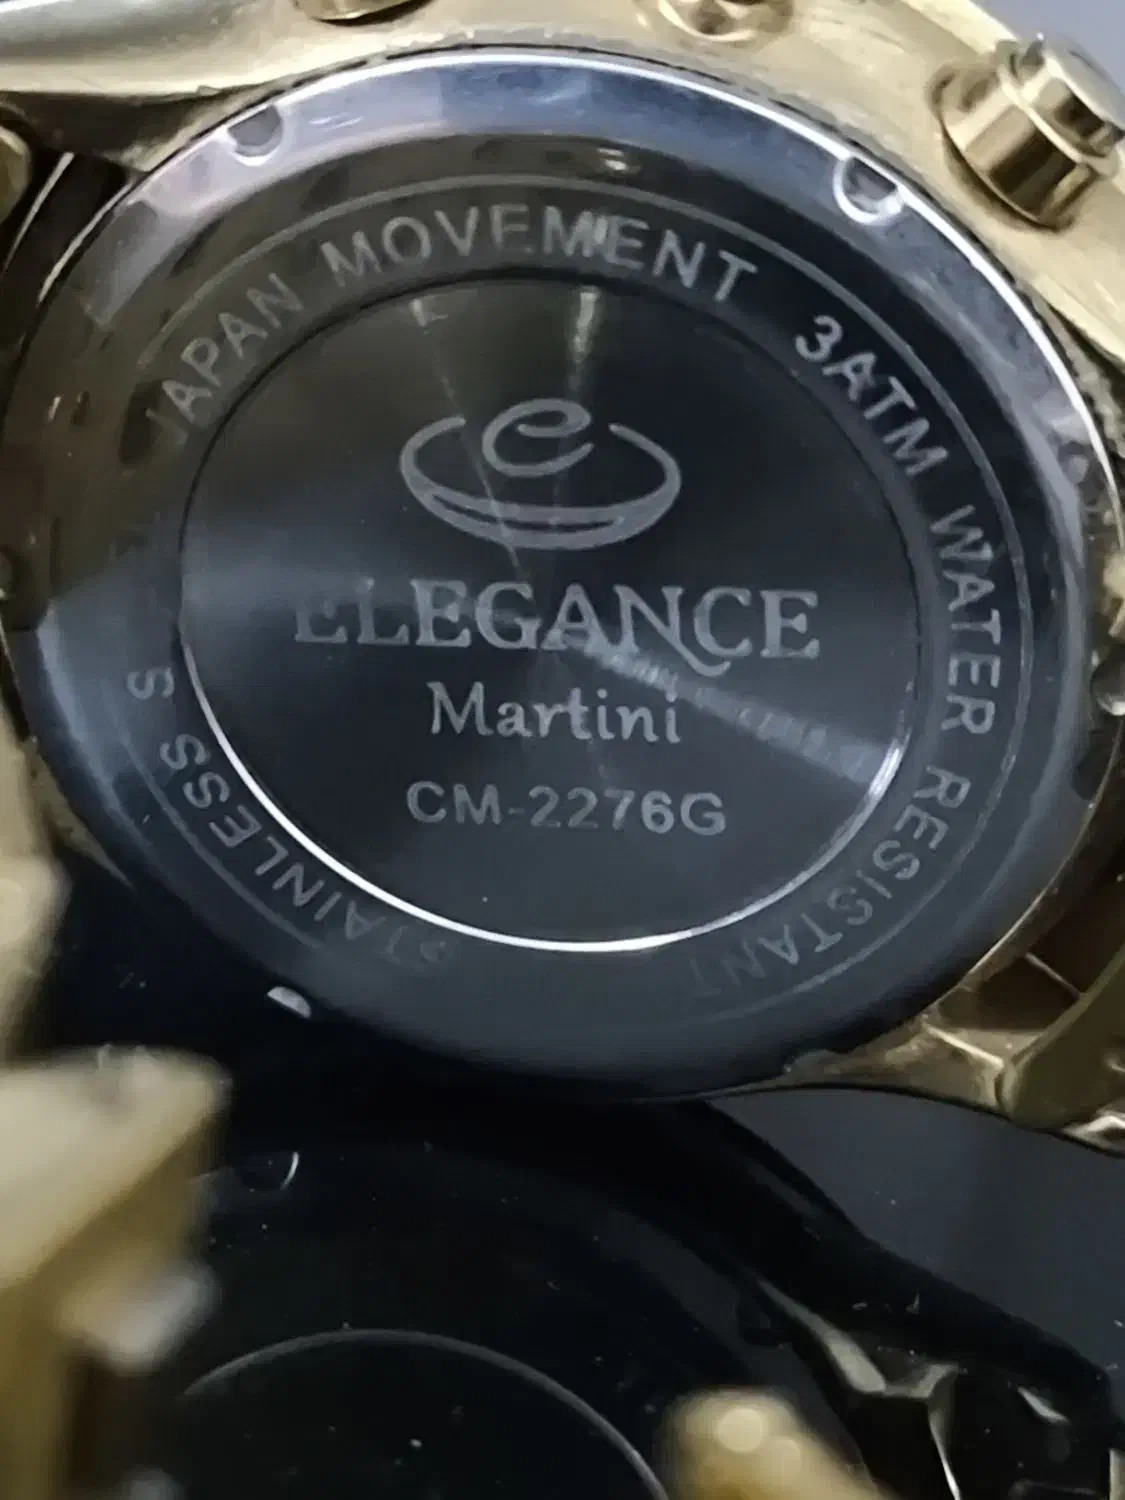 JAPAN MOVEMENT 3ATM WATER RESISTANT
STAINLESS S
e
ELEGANCE
Martini
CM-2276G